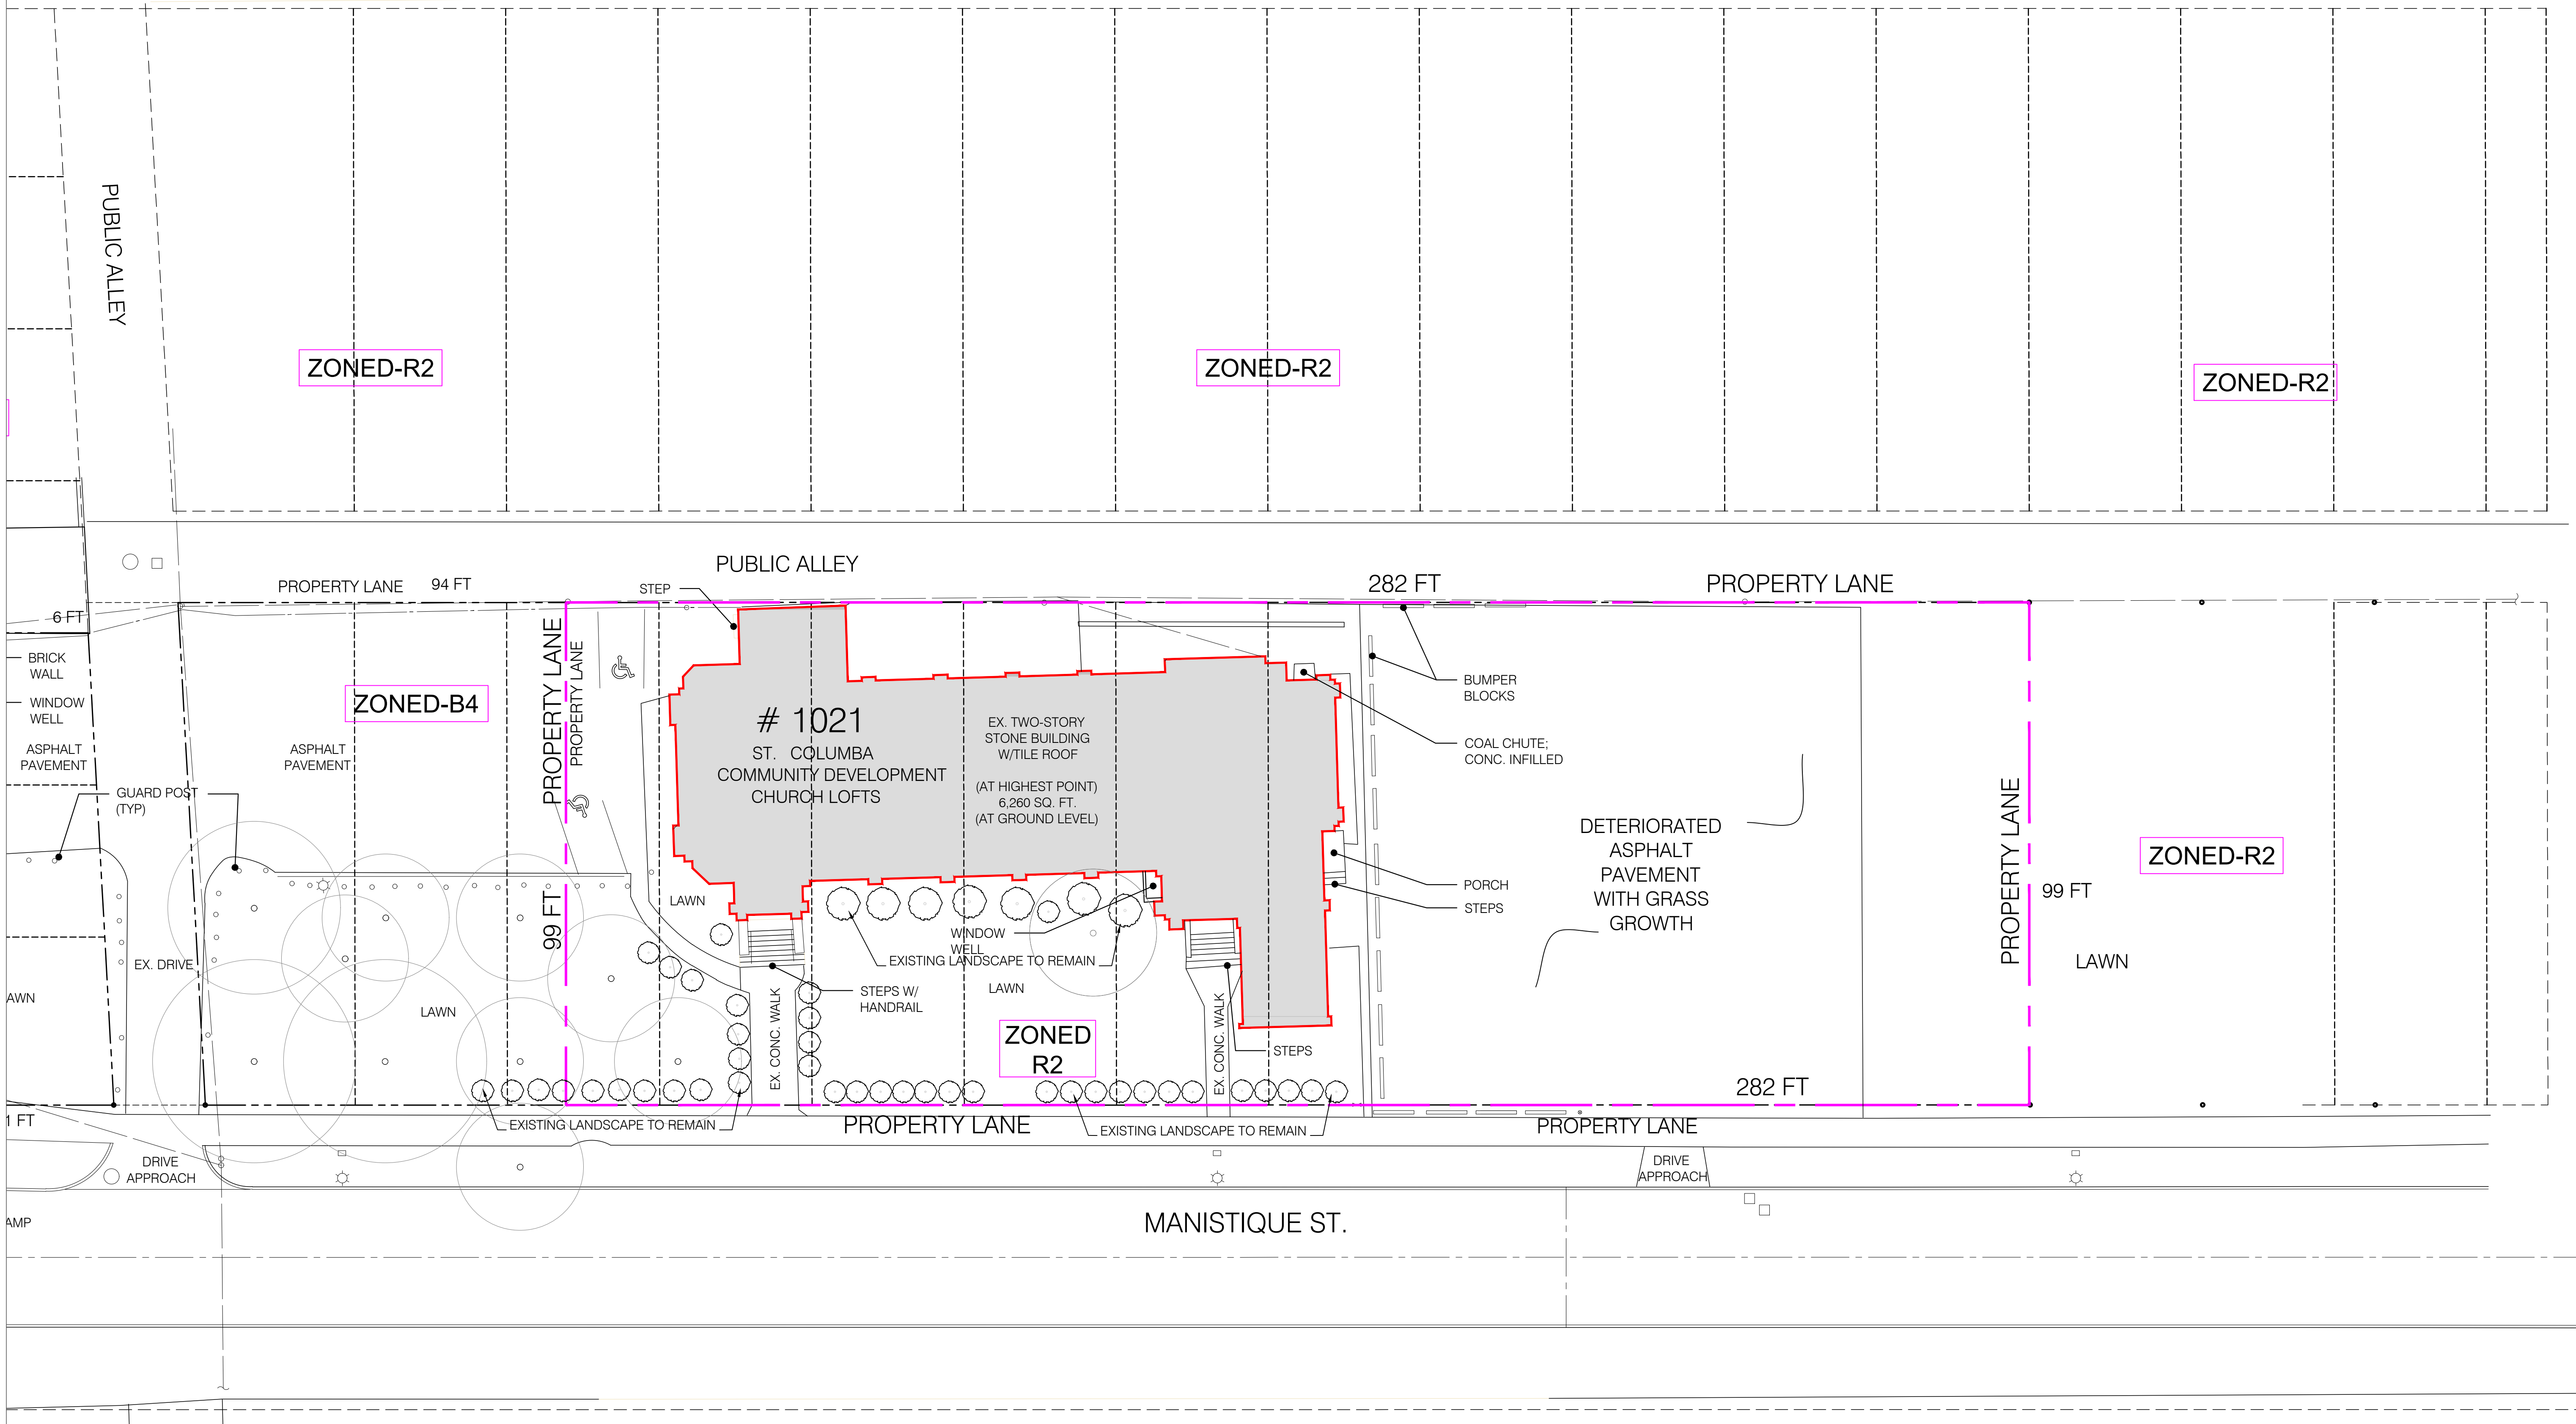 PUBLIC ALLEY
ZONED-R2
ZONED-R2
ZONED-R2
PUBLIC ALLEY
PROPERTY LANE
94 FT
STEP
282 FT
PROPERTY LANE
6 FT
BRICK
WALL
WINDOW
WELL
ASPHALT
PAVEMENT
GUARD POST
(TYP)
ZONED-B4
ASPHALT
PAVEMENT
PROPERTY LANE
PROPERTY LANE
99 FT
# 1021
ST. COLUMBA
COMMUNITY DEVELOPMENT
CHURCH LOFTS
EX. TWO-STORY
STONE BUILDING
W/TILE ROOF
(AT HIGHEST POINT)
6,260 SQ. FT.
(AT GROUND LEVEL)
BUMPER
BLOCKS
COAL CHUTE;
CONC. INFILLED
PORCH
STEPS
DETERIORATED
ASPHALT
PAVEMENT
WITH GRASS
GROWTH
PROPERTY LANE
99 FT
ZONED-R2
LAWN
LAWN
WINDOW
WELL
EXISTING LANDSCAPE TO REMAIN
LAWN
STEPS W/
HANDRAIL
EX. DRIVE
AWN
LAWN
EX. CONC. WALK
ZONED
R2
EX. CONC. WALK
STEPS
282 FT
1 FT
EXISTING LANDSCAPE TO REMAIN
PROPERTY LANE
EXISTING LANDSCAPE TO REMAIN
PROPERTY LANE
DRIVE
APPROACH
DRIVE
APPROACH
AMP
MANISTIQUE ST.